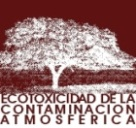 ECOTOXICIDAD DE LA
CONTAMINACION
ATMOSFERICA